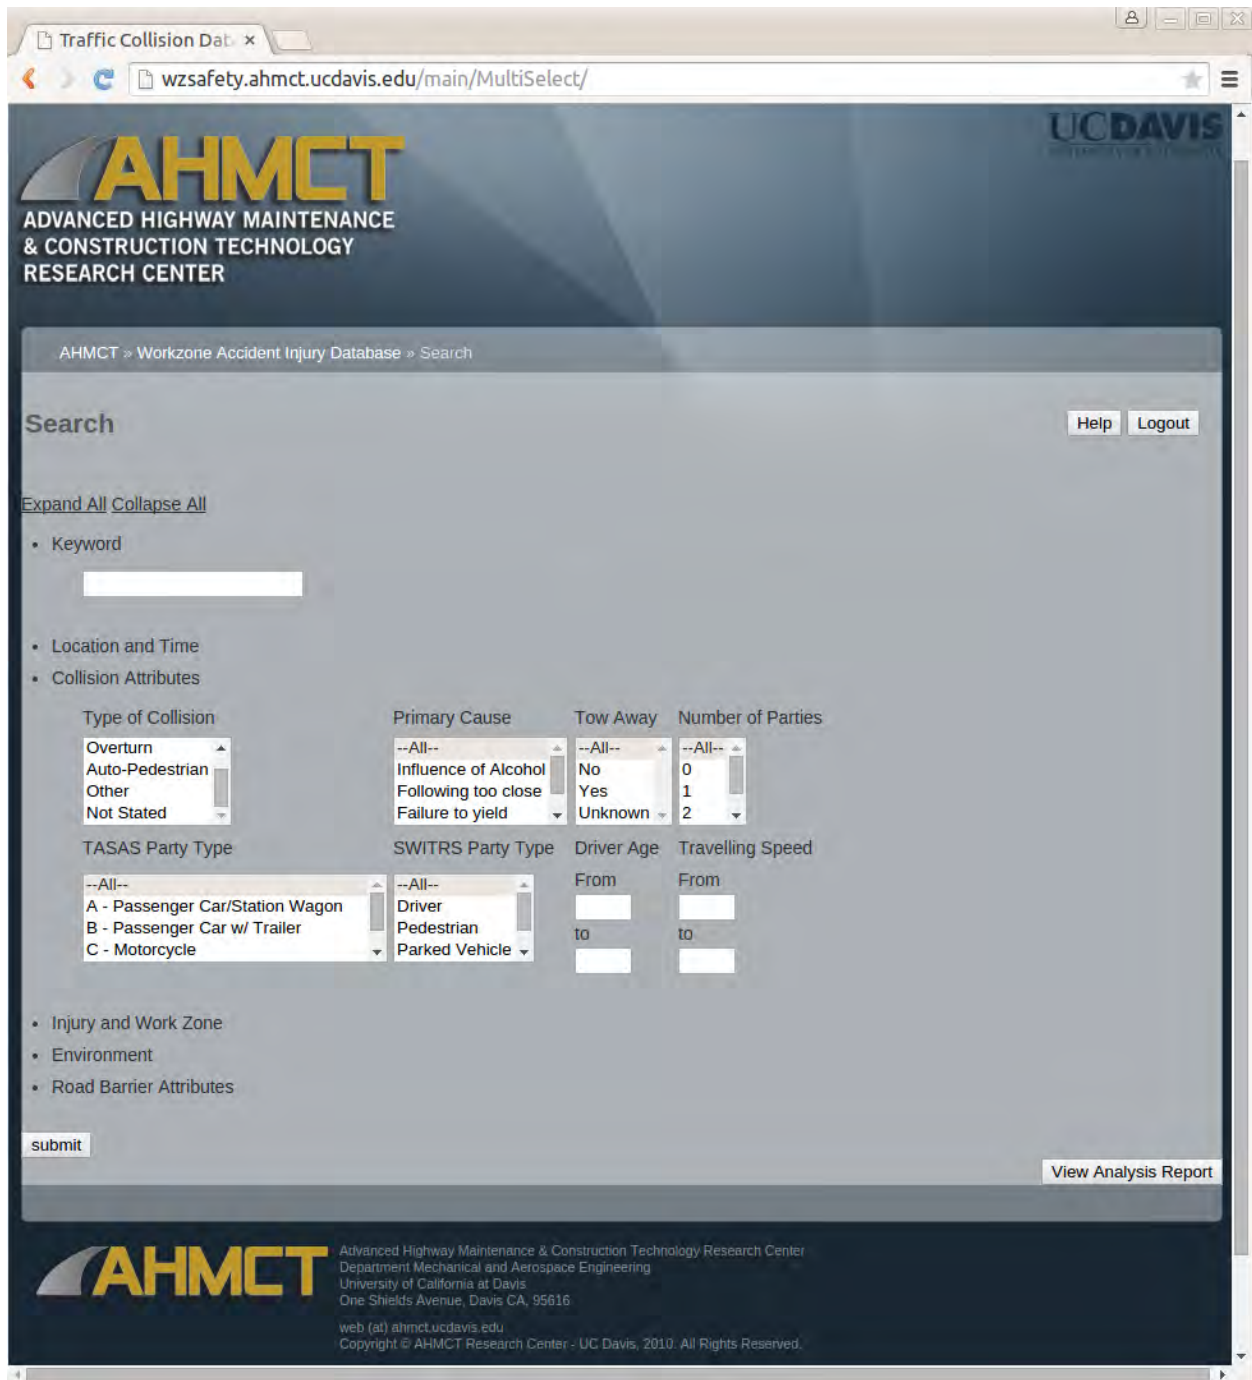 Traffic Collision Dat
wzsafety.ahmct.ucdavis.edu/main/MultiSelect/
UCDAVIS
AHMCT
ADVANCED HIGHWAY MAINTENANCE
& CONSTRUCTION TECHNOLOGY
RESEARCH CENTER
AHMCT » Workzone Accident Injury Database » Search
Search
Help Logout
Expand All Collapse All
• Keyword
• Location and Time
• Collision Attributes
Type of Collision Primary Cause Tow Away Number of Parties
Overturn --All-- --All-- --All--
Auto-Pedestrian Influence of Alcohol No 0
Other Following too close Yes 1
Not Stated Failure to yield Unknown 2
TASAS Party Type SWITRS Party Type Driver Age Travelling Speed
--All-- --All-- From From
A - Passenger Car/Station Wagon Driver
B - Passenger Car w/ Trailer Pedestrian to to
C - Motorcycle Parked Vehicle
• Injury and Work Zone
• Environment
• Road Barrier Attributes
submit
View Analysis Report
AHMCT
Advanced Highway Maintenance & Construction Technology Research Center
Department Mechanical and Aerospace Engineering
University of California at Davis
One Shields Avenue, Davis CA, 95616
web (at) ahmct.ucdavis.edu
Copyright © AHMCT Research Center - UC Davis, 2010. All Rights Reserved.